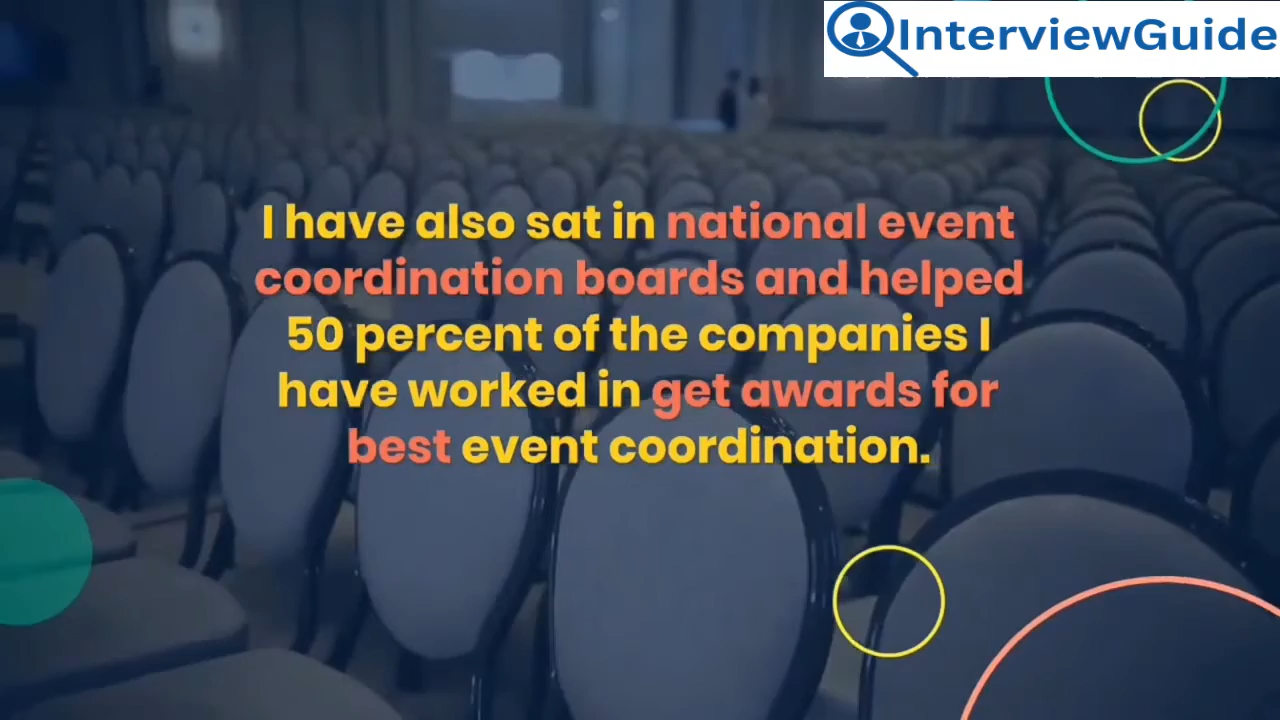 InterviewGuide
I have also sat in national event
coordination boards and helped
50 percent of the companies I
have worked in get awards for
best event coordination.